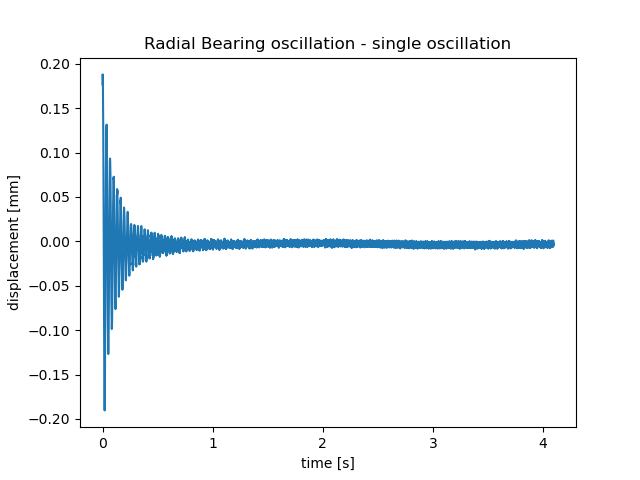 Radial Bearing oscillation - single oscillation
0.20
0.15
0.10
0.05
0.00
−0.05
−0.10
−0.15
−0.20
displacement [mm]
0 1 2 3 4
time [s]